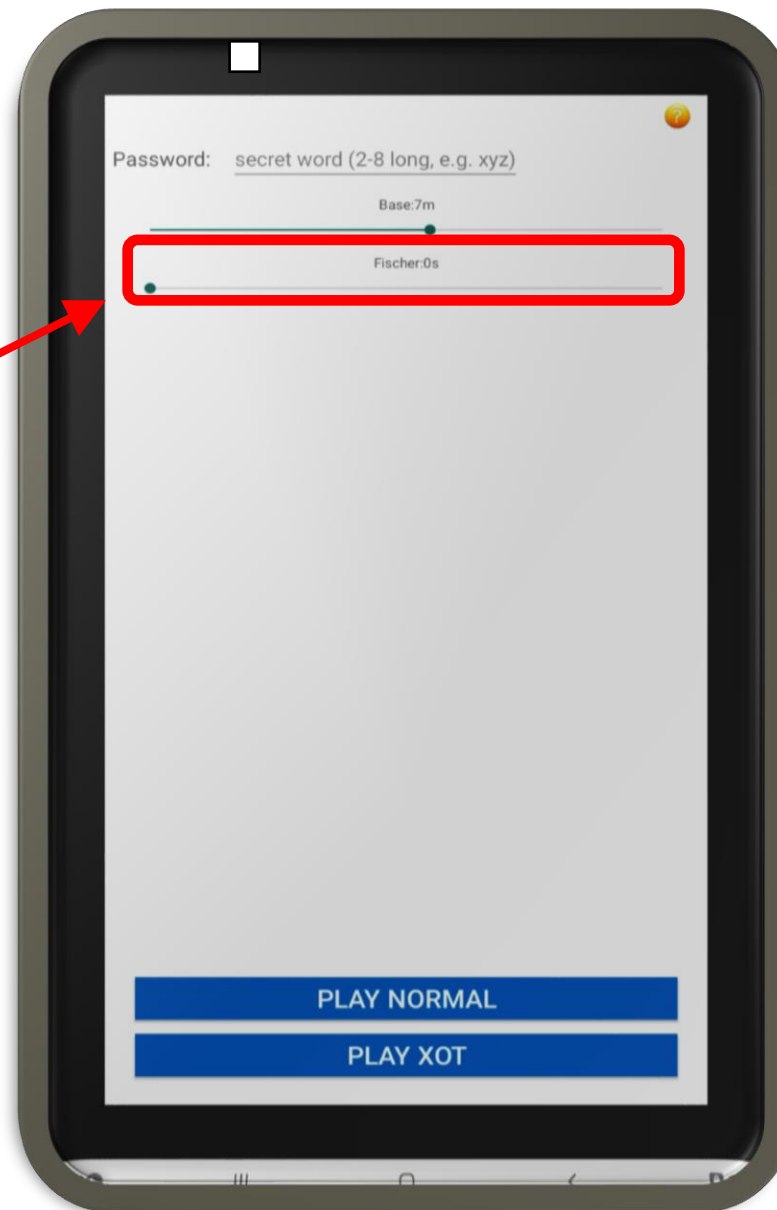 ?
Password: secret word (2-8 long, e.g. xyz)
Base:7m
Fischer:0s
PLAY NORMAL
PLAY XOT